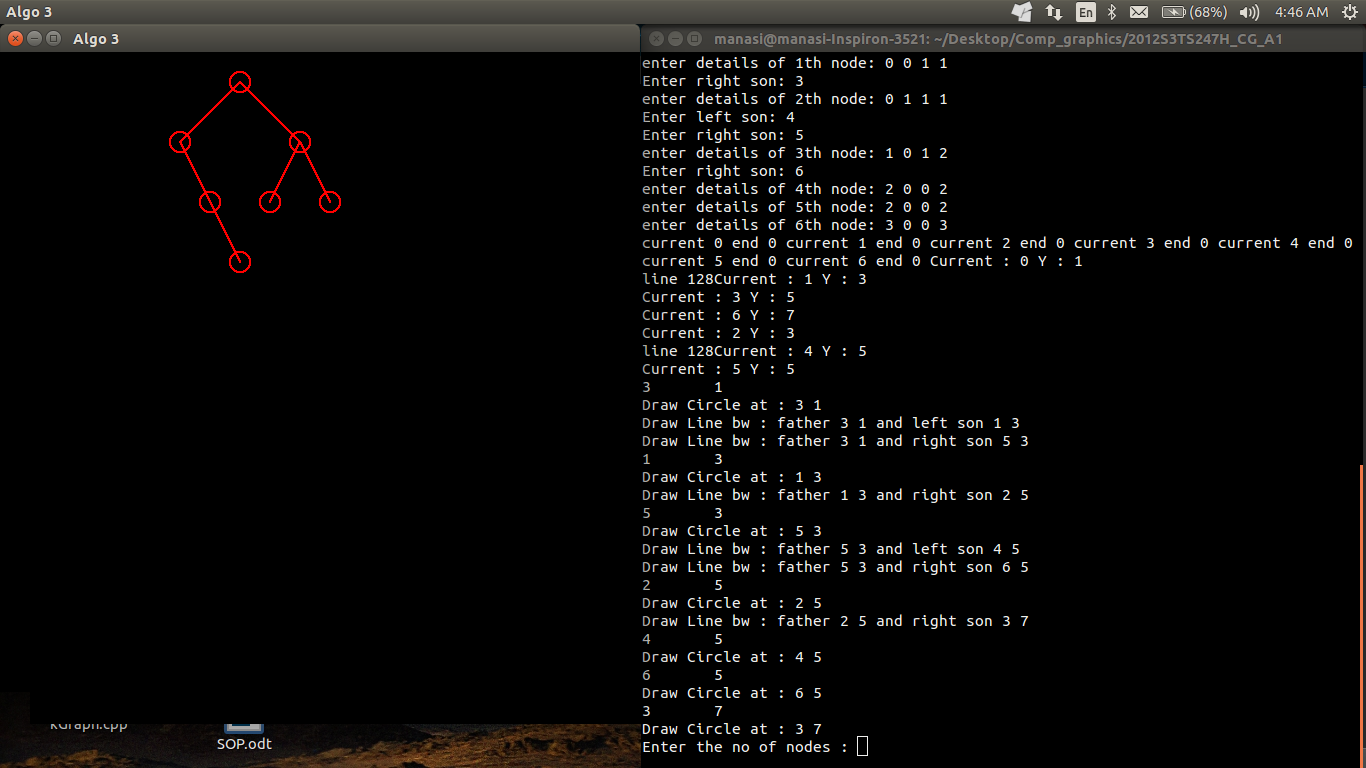 Algo 3
En
(68%)
4:46 AM
Algo 3
manasi@manasi-Inspiron-3521: ~/Desktop/Comp_graphics/2012S3TS247H_CG_A1
enter details of 1th node: 0 0 1 1
Enter right son: 3
enter details of 2th node: 0 1 1 1
Enter left son: 4
Enter right son: 5
enter details of 3th node: 1 0 1 2
Enter right son: 6
enter details of 4th node: 2 0 0 2
enter details of 5th node: 2 0 0 2
enter details of 6th node: 3 0 0 3
current 0 end 0 current 1 end 0 current 2 end 0 current 3 end 0 current 4 end 0
current 5 end 0 current 6 end 0 Current : 0 Y : 1
line 128Current : 1 Y : 3
Current : 3 Y : 5
Current : 6 Y : 7
Current : 2 Y : 3
line 128Current : 4 Y : 5
Current : 5 Y : 5
3 1
Draw Circle at : 3 1
Draw Line bw : father 3 1 and left son 1 3
Draw Line bw : father 3 1 and right son 5 3
1 3
Draw Circle at : 1 3
Draw Line bw : father 1 3 and right son 2 5
5 3
Draw Circle at : 5 3
Draw Line bw : father 5 3 and left son 4 5
Draw Line bw : father 5 3 and right son 6 5
2 5
Draw Circle at : 2 5
Draw Line bw : father 2 5 and right son 3 7
4 5
Draw Circle at : 4 5
6 5
Draw Circle at : 6 5
3 7
Draw Circle at : 3 7
Enter the no of nodes :
KGraph.cpp
SOP.odt